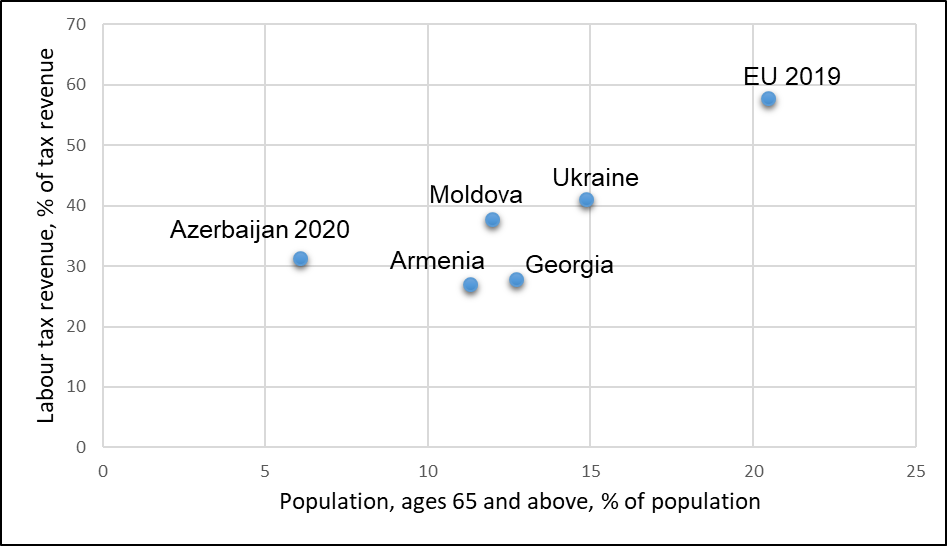 Labour tax revenue, % of tax revenue
70
60
50
40
30
20
10
0
EU 2019
Ukraine
Moldova
Azerbaijan 2020
Armenia
Georgia
0 5 10 15 20 25
Population, ages 65 and above, % of population